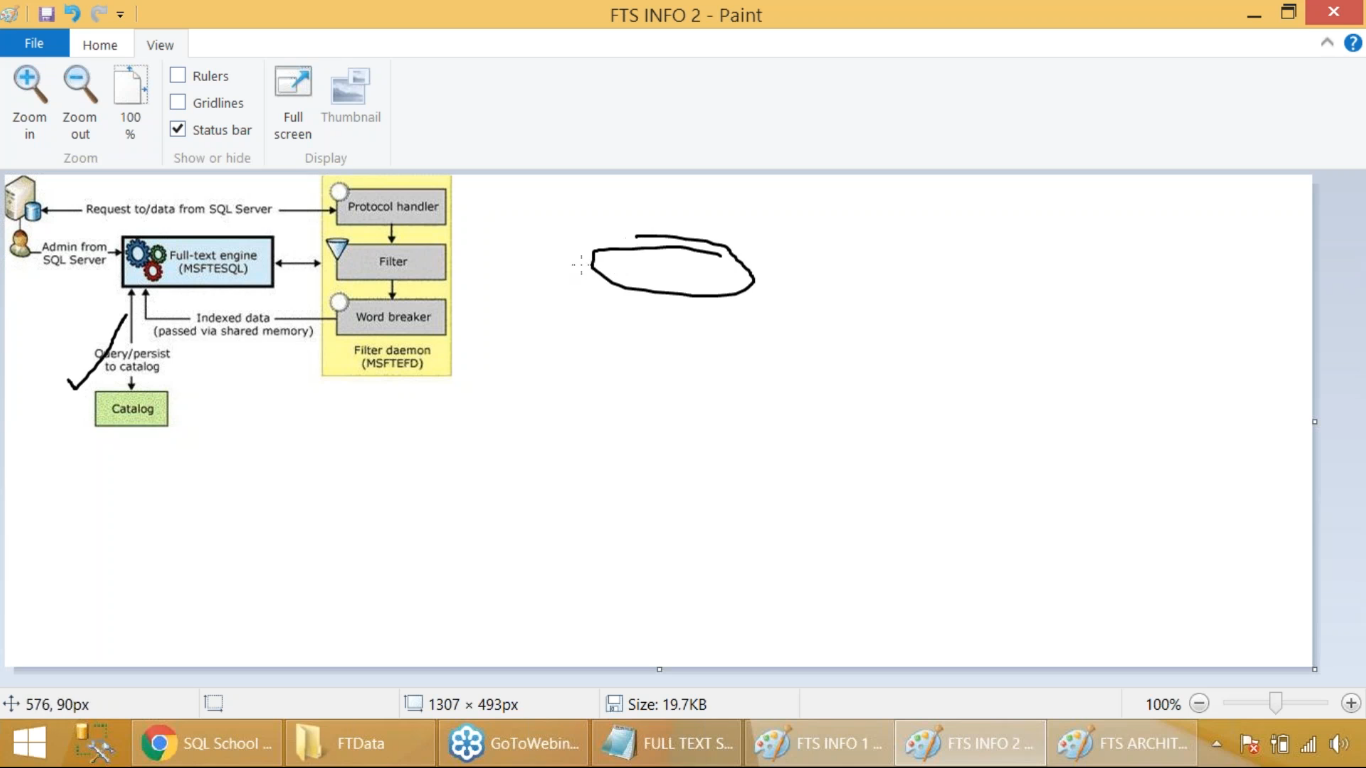 FTS INFO 2 - Paint
File
Home
View
Zoom in
Zoom out
100 %
Rulers
Gridlines
Status bar
Full screen
Thumbnail
Zoom
Show or hide
Display
Request to/data from SQL Server
Protocol handler
Admin from
SQL Server
Full-text engine
(MSFTESQL)
Filter
Indexed data
(passed via shared memory)
Word breaker
Query/persist
to catalog
Filter daemon
(MSFTEFD)
Catalog
576, 90px
1307 × 493px
Size: 19.7KB
100%
SQL School ...
FTData
GoToWebin...
FULL TEXT S...
FTS INFO 1 ...
FTS INFO 2 ...
FTS ARCHIT...